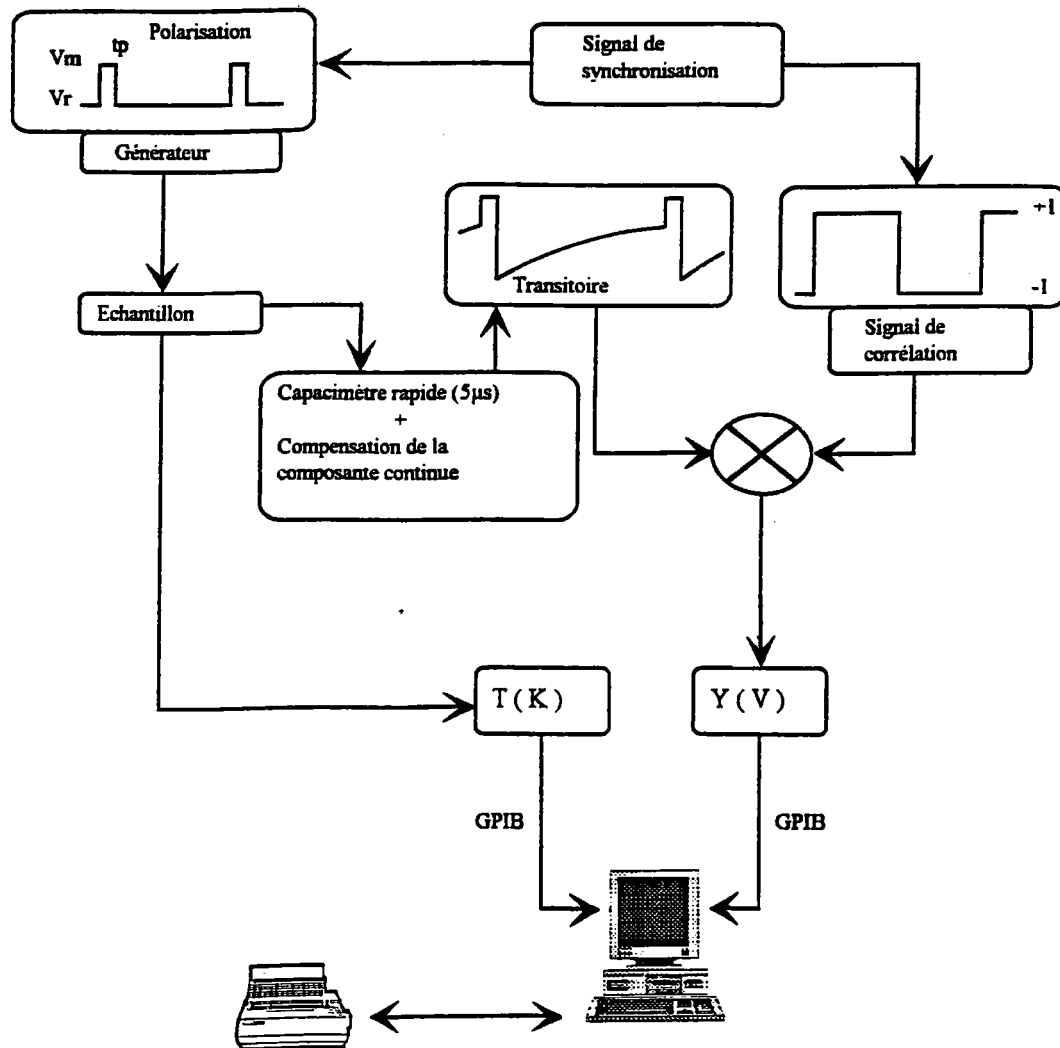 Polarisation
tp
Vm
Vr
Générateur
Signal de
synchronisation
Transitoire
+1
-1
Signal de
corrélation
Echantillon
Capacimètre rapide (5µs)
+
Compensation de la
composante continue
T ( K )
Y ( V )
GPIB
GPIB